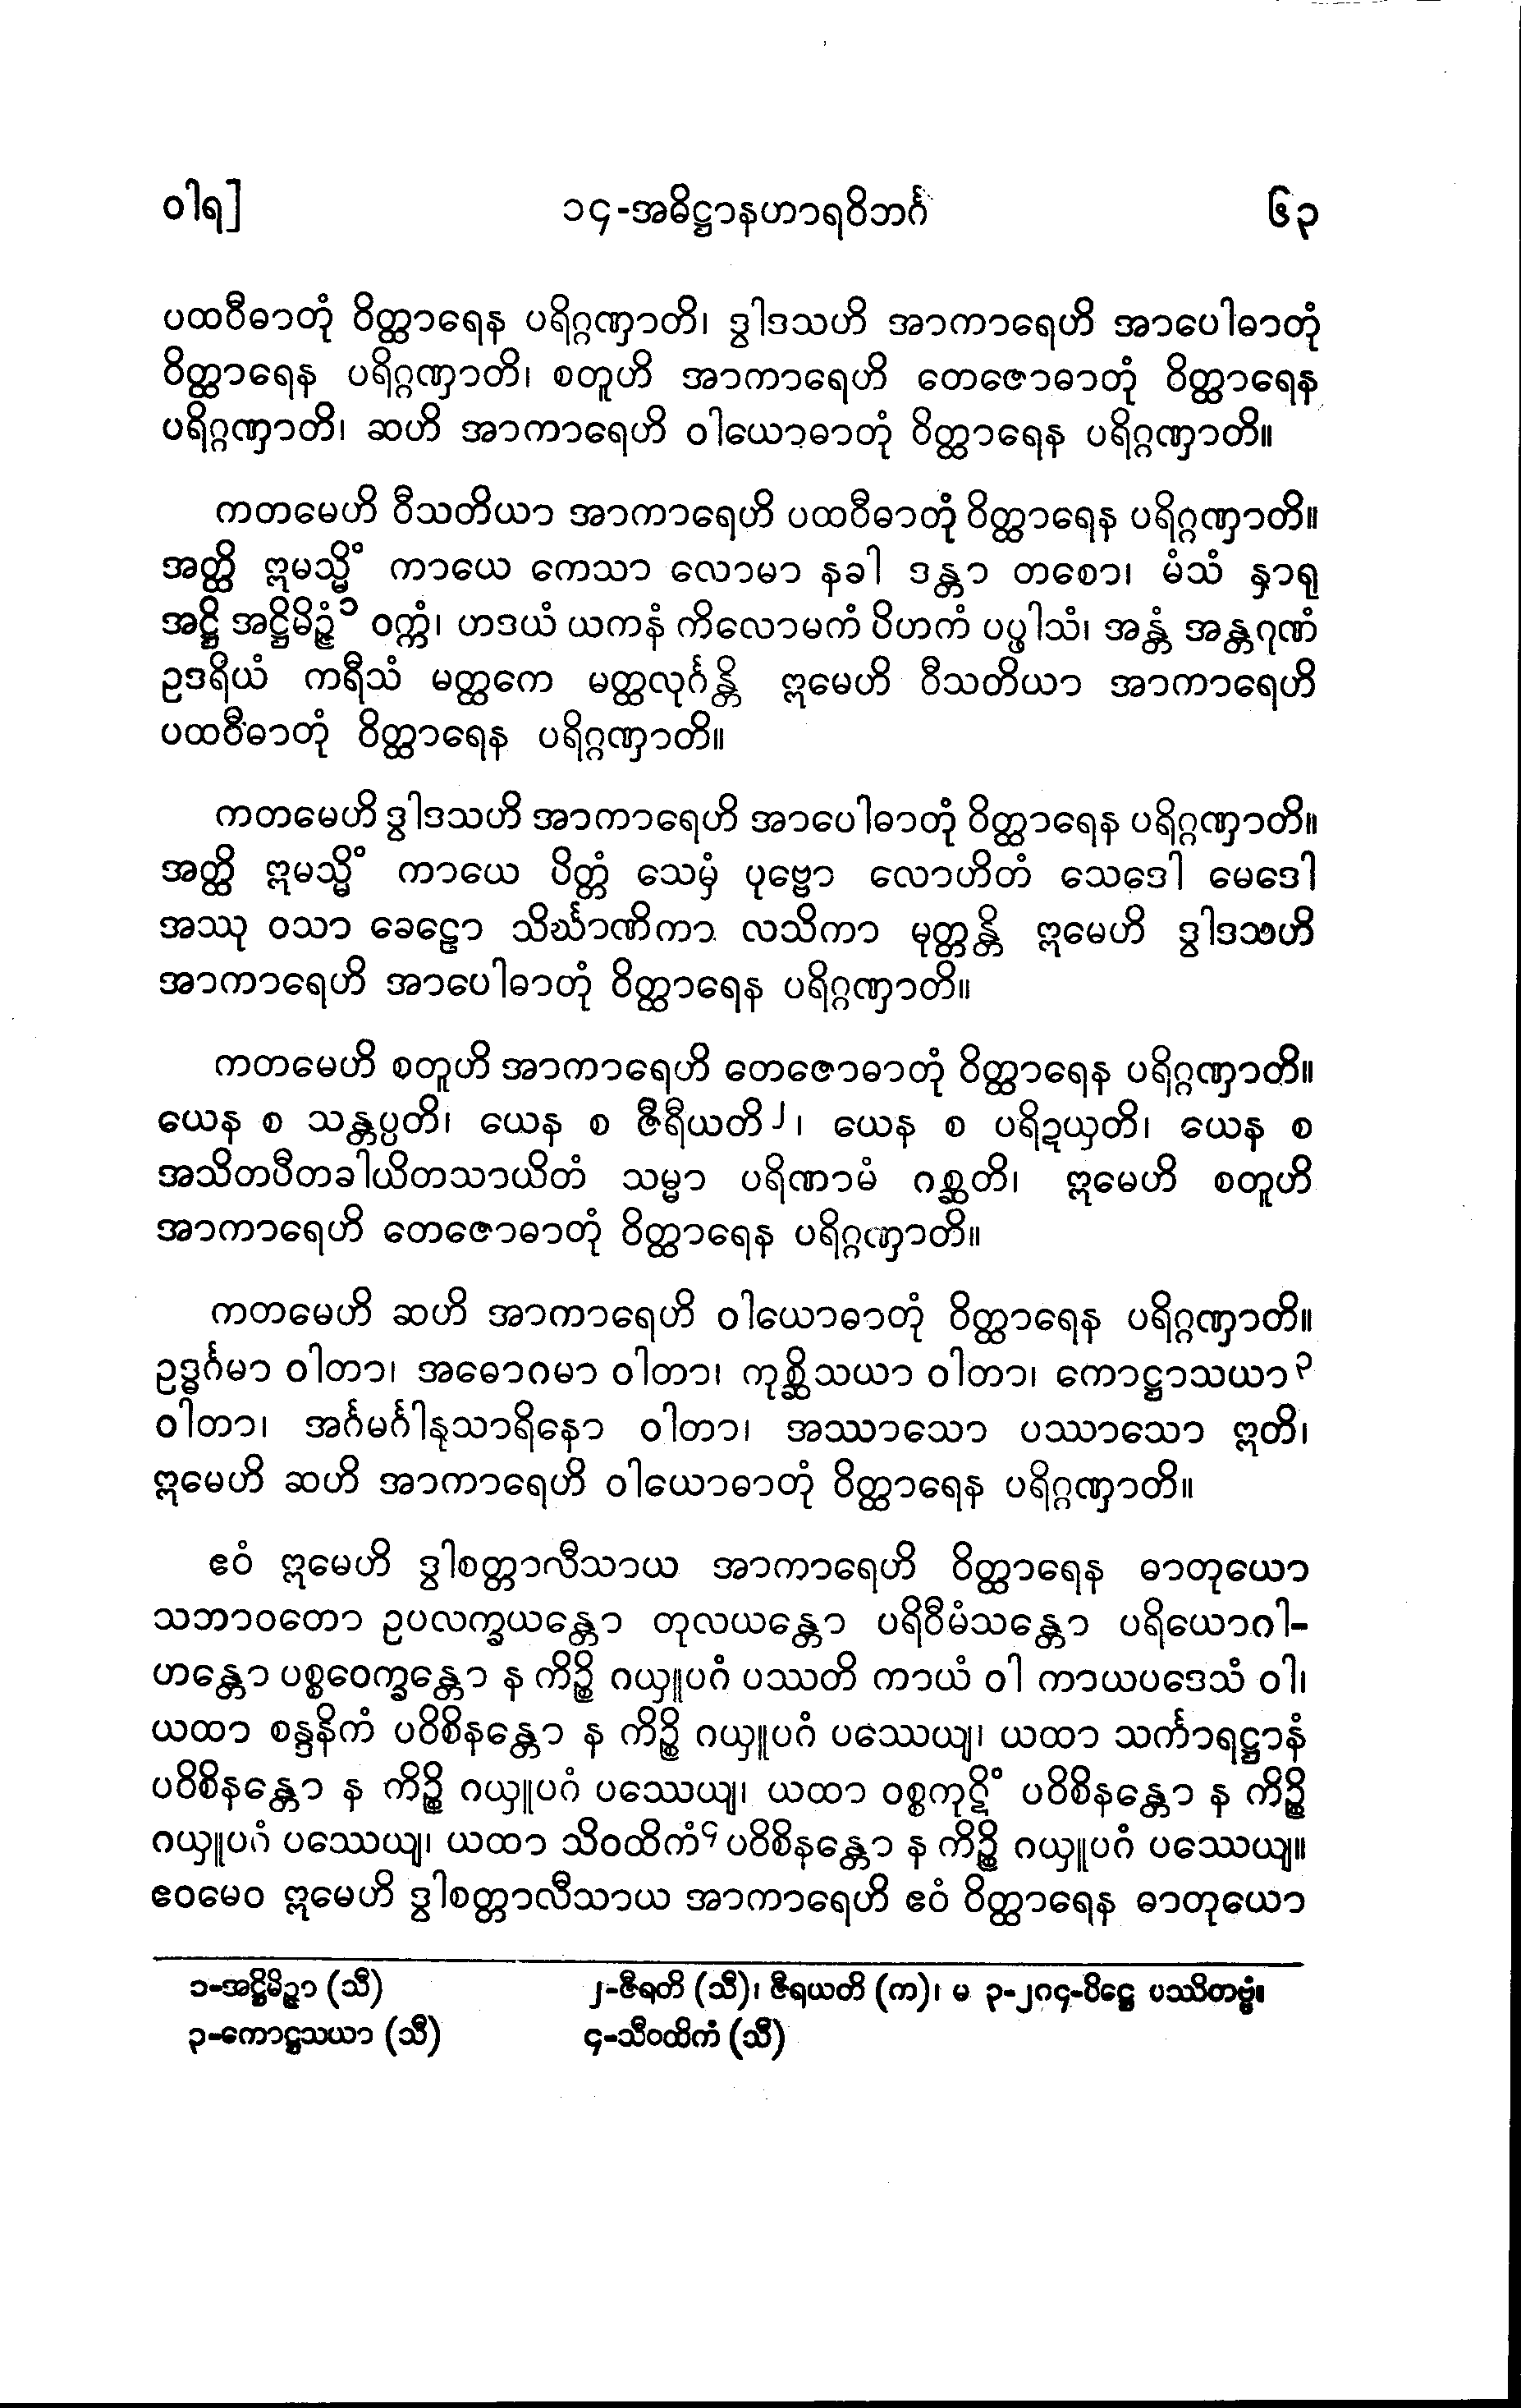 ဝါရ]
၁၄-အဓိဋ္ဌာနဟာရဝိဘင်္ဂ
၆၃
ပထဝီဓာတုံ ဝိတ္ထာရေန ပရိဂ္ဂဏှာတိ၊ ဒွါဒသဟိ အာကာရေဟိ အာပေါဓာတုံ
ဝိတ္ထာရေန ပရိဂ္ဂဏှာတိ၊ စတူဟိ အာကာရေဟိ တေဇောဓာတုံ ဝိတ္ထာရေန
ပရိဂ္ဂဏှာတိ၊ ဆဟိ အာကာရေဟိ ဝါယောဓာတုံ ဝိတ္ထာရေန ပရိဂ္ဂဏှာတိ။
ကတမေဟိ ဝီသတိယာ အာကာရေဟိ ပထဝီဓာတုံ ဝိတ္ထာရေန ပရိဂ္ဂဏှာတိ။
အတ္ထိ ဣမသ္မိံ ကာယေ ကေသာ လောမာ နခါ ဒန္တာ တစော၊ မံသံ နှာရု
အဋ္ဌိ အဋ္ဌိမိဉ္ဇံ၁ ဝက္ကံ၊ ဟဒယံ ယကနံ ကိလောမကံ ပိဟကံ ပပ္ဖါသံ၊ အန္တံ အန္တဂုဏံ
ဥဒရိယံ ကရီသံ မတ္ထကေ မတ္ထလုင်္ဂန္တိ ဣမေဟိ ဝီသတိယာ အာကာရေဟိ
ပထဝီဓာတုံ ဝိတ္ထာရေန ပရိဂ္ဂဏှာတိ။
ကတမေဟိ ဒွါဒသဟိ အာကာရေဟိ အာပေါဓာတုံ ဝိတ္ထာရေန ပရိဂ္ဂဏှာတိ။
အတ္ထိ ဣမသ္မိံ ကာယေ ပိတ္တံ သေမှံ ပုဗ္ဗော လောဟိတံ သေဒေါ မေဒေါ
အဿု ဝသာ ခေဠော သိင်္ဃာဏိကာ လသိကာ မုတ္တန္တိ ဣမေဟိ ဒွါဒသဟိ
အာကာရေဟိ အာပေါဓာတုံ ဝိတ္ထာရေန ပရိဂ္ဂဏှာတိ။
ကတမေဟိ စတူဟိ အာကာရေဟိ တေဇောဓာတုံ ဝိတ္ထာရေန ပရိဂ္ဂဏှာတိ။
ယေန စ သန္တပ္ပတိ၊ ယေန စ ဇီရီယတိ၂၊ ယေန စ ပရိဍယှတိ၊ ယေန စ
အသိတပီတခါယိတသာယိတံ သမ္မာ ပရိဏာမံ ဂစ္ဆတိ၊ ဣမေဟိ စတူဟိ
အာကာရေဟိ တေဇောဓာတုံ ဝိတ္ထာရေန ပရိဂ္ဂဏှာတိ။
ကတမေဟိ ဆဟိ အာကာရေဟိ ဝါယောဓာတုံ ဝိတ္ထာရေန ပရိဂ္ဂဏှာတိ။
ဥဒ္ဓင်္ဂမာ ဝါတာ၊ အဓောဂမာ ဝါတာ၊ ကုစ္ဆိသယာ ဝါတာ၊ ကောဋ္ဌာသယာ၃
ဝါတာ၊ အင်္ဂမင်္ဂါနုသာရိနော ဝါတာ၊ အဿာသော ပဿာသော ဣတိ၊
ဣမေဟိ ဆဟိ အာကာရေဟိ ဝါယောဓာတုံ ဝိတ္ထာရေန ပရိဂ္ဂဏှာတိ။
ဧဝံ ဣမေဟိ ဒွါစတ္တာလီသာယ အာကာရေဟိ ဝိတ္ထာရေန ဓာတုယော
သဘာဝတော ဥပလက္ခယန္တော တုလယန္တော ပရိဝီမံသန္တော ပရိယောဂါ-
ဟန္တော ပစ္စဝေက္ခန္တော န ကိဉ္စိ ဂယှူပဂံ ပဿတိ ကာယံ ဝါ ကာယပဒေသံ ဝါ၊
ယထာ စန္ဒနိကံ ပဝိစိနန္တော န ကိဉ္စိ ဂယှူပဂံ ပဿေယျ၊ ယထာ သင်္ကာရဋ္ဌာနံ
ပဝိစိနန္တော န ကိဉ္စိ ဂယှူပဂံ ပဿေယျ၊ ယထာ ဝစ္စကုဋိံ ပဝိစိနန္တော န ကိဉ္စိ
ဂယှူပဂံ ပဿေယျ၊ ယထာ သိဝထိကံ၄ ပဝိစိနန္တော န ကိဉ္စိ ဂယှူပဂံ ပဿေယျ။
ဧဝမေဝ ဣမေဟိ ဒွါစတ္တာလီသာယ အာကာရေဟိ ဧဝံ ဝိတ္ထာရေန ဓာတုယော
၁-အဋ္ဌိမိဉ္ဇာ (သီ)
၂-ဇီရတိ (သီ)၊ ဇီရယတိ (က)၊ မ ၃-၂၈၄-ပိဋ္ဌေ ပဿိတဗ္ဗံ။
၃-ကောဋ္ဌသယာ (သီ)
၄-သီဝထိကံ (သီ)